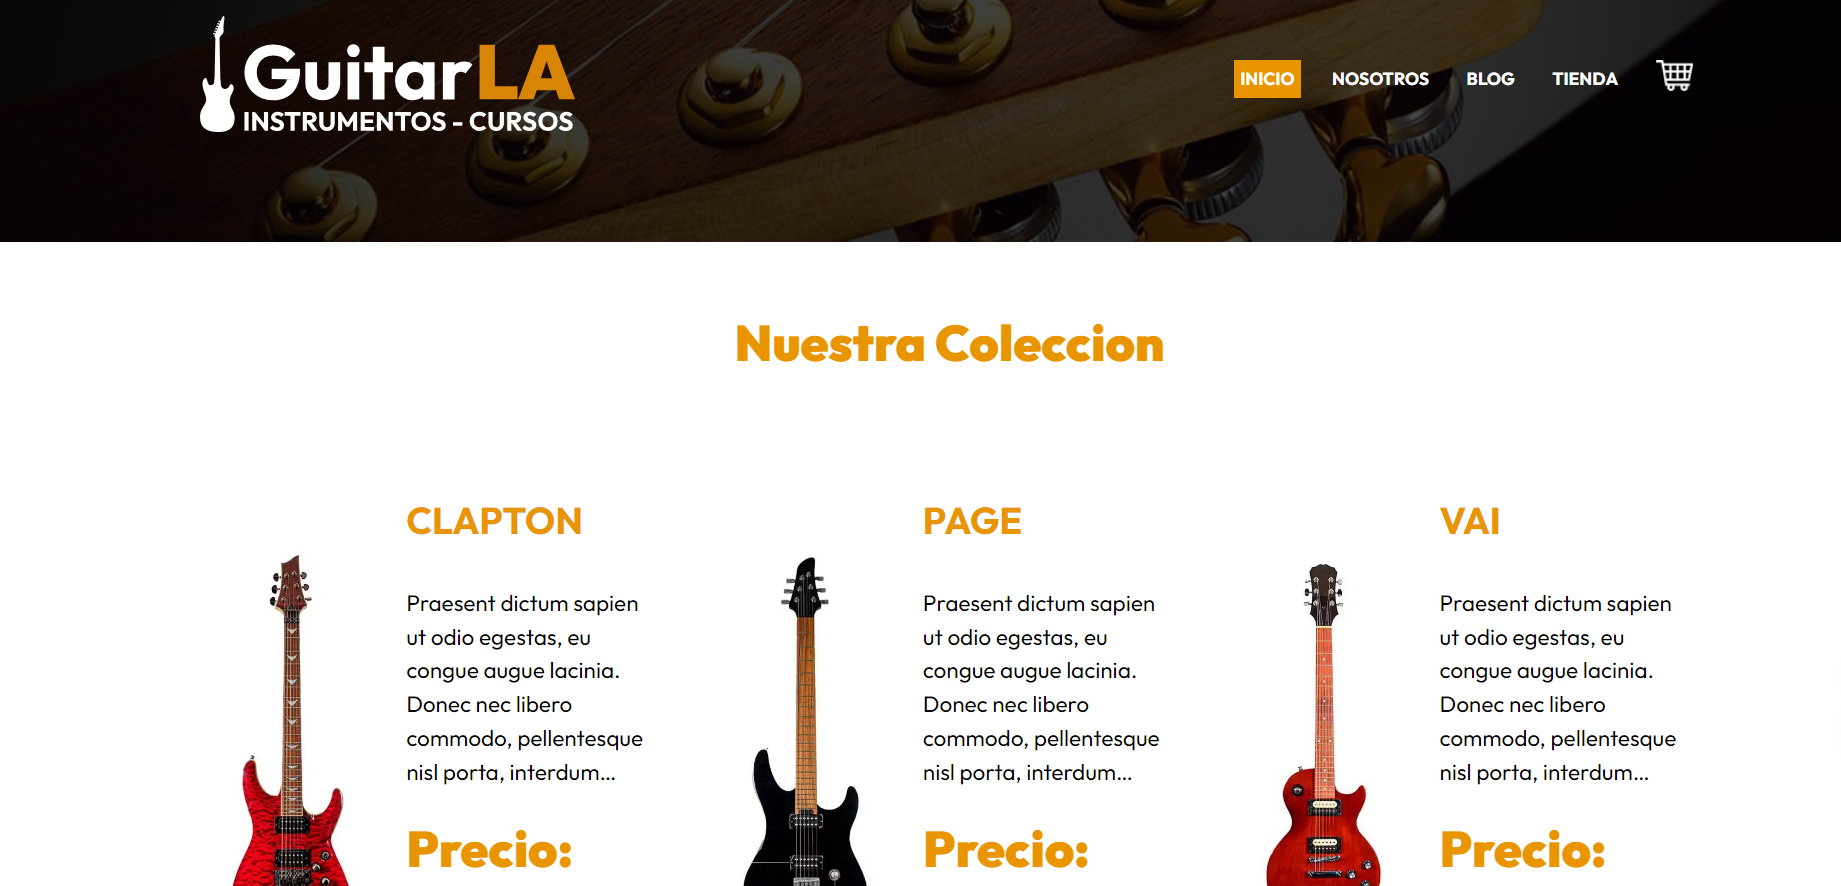 GuitarLA
INSTRUMENTOS - CURSOS
INICIO NOSOTROS BLOG TIENDA
Nuestra Coleccion
CLAPTON
Praesent dictum sapien
ut odio egestas, eu
congue augue lacinia.
Donec nec libero
commodo, pellentesque
nisl porta, interdum...
Precio:
PAGE
Praesent dictum sapien
ut odio egestas, eu
congue augue lacinia.
Donec nec libero
commodo, pellentesque
nisl porta, interdum...
Precio:
VAI
Praesent dictum sapien
ut odio egestas, eu
congue augue lacinia.
Donec nec libero
commodo, pellentesque
nisl porta, interdum...
Precio: